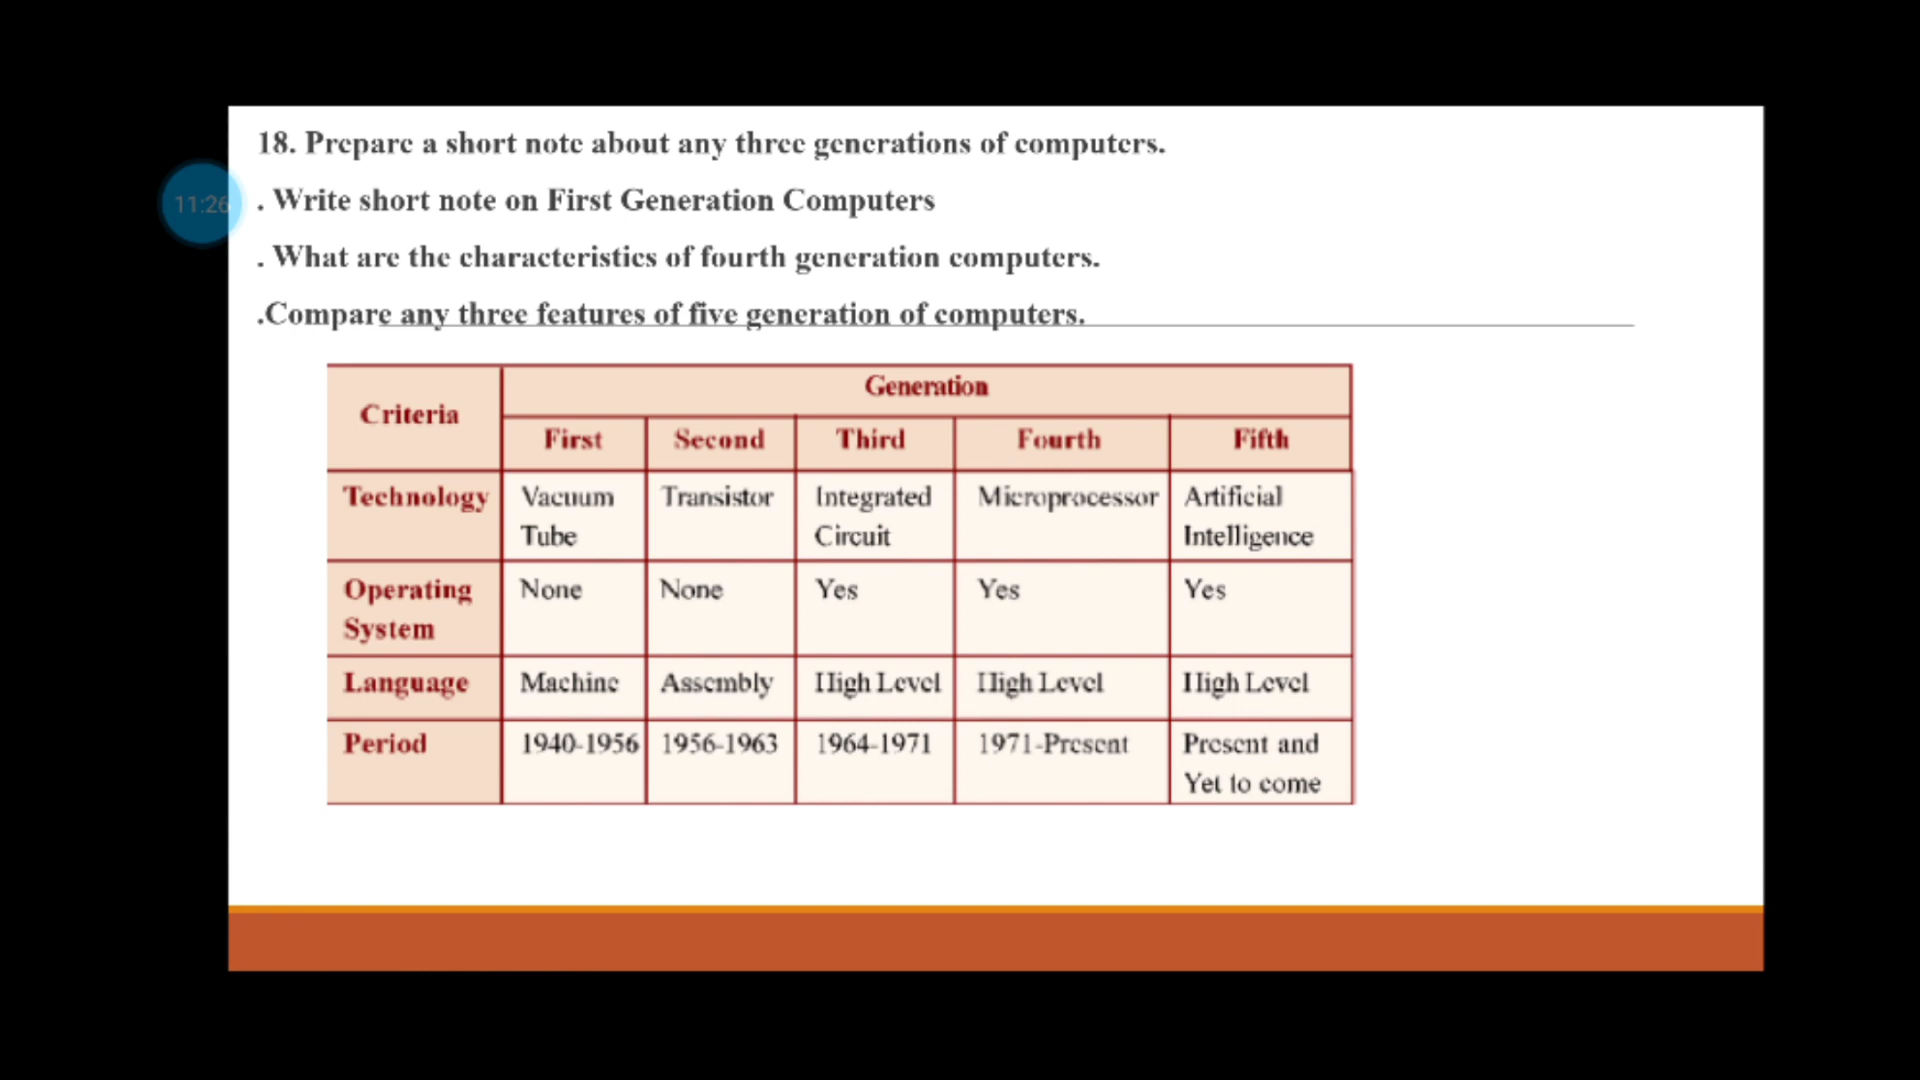 18. Prepare a short note about any three generations of computers.
11:26
. Write short note on First Generation Computers
. What are the characteristics of fourth generation computers.
.Compare any three features of five generation of computers.
Criteria
Generation
First Second Third Fourth Fifth
Technology Vacuum Tube Transistor Integrated Circuit Microprocessor Artificial Intelligence
Operating System None None Yes Yes Yes
Language Machine Assembly High Level High Level High Level
Period 1940-1956 1956-1963 1964-1971 1971-Present Present and Yet to come